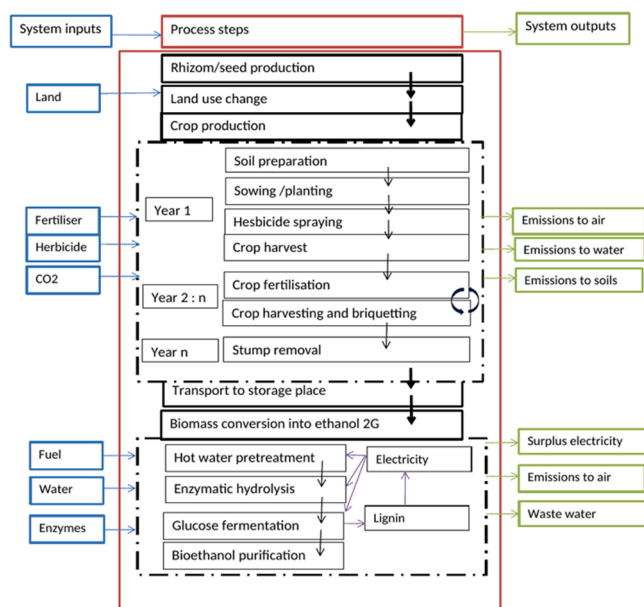 System inputs
Process steps
System outputs
Rhizom/seed production
Land
Land use change
Crop production
Soil preparation
Sowing /planting
Year 1
Fertiliser
Hesbicide spraying
Emissions to air
Herbicide
Crop harvest
Emissions to water
CO2
Crop fertilisation
Emissions to soils
Year 2 : n
Crop harvesting and briquetting
Year n
Stump removal
Transport to storage place
Biomass conversion into ethanol 2G
Surplus electricity
Fuel
Hot water pretreatment
Electricity
Emissions to air
Water
Enzymatic hydrolysis
Waste water
Enzymes
Glucose fermentation
Lignin
Bioethanol purification